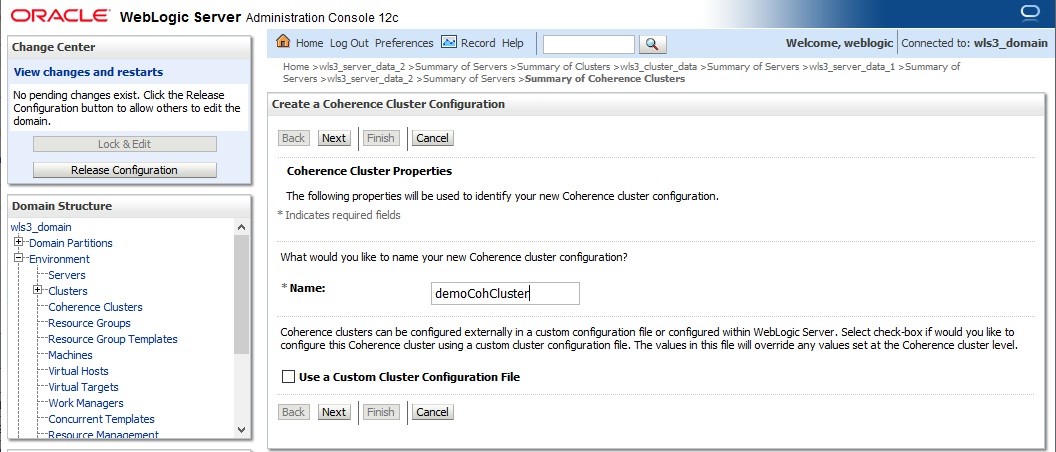 ORACLE WebLogic Server Administration Console 12c
Change Center
View changes and restarts
No pending changes exist. Click the Release
Configuration button to allow others to edit the
domain.
Lock & Edit
Release Configuration
Domain Structure
wls3_domain
Domain Partitions
Environment
Servers
Clusters
Coherence Clusters
Resource Groups
Resource Group Templates
Machines
Virtual Hosts
Virtual Targets
Work Managers
Concurrent Templates
Resource Management
Home Log Out Preferences Record Help
Welcome, weblogic Connected to: wls3_domain
Home >wls3_server_data_2 >Summary of Servers >Summary of Clusters >wls3_cluster_data >Summary of Servers >wls3_server_data_1 >Summary of
Servers >wls3_server_data_2 >Summary of Servers >Summary of Coherence Clusters
Create a Coherence Cluster Configuration
Back Next Finish Cancel
Coherence Cluster Properties
The following properties will be used to identify your new Coherence cluster configuration.
* Indicates required fields
What would you like to name your new Coherence cluster configuration?
* Name: demoCohCluster
Coherence clusters can be configured externally in a custom configuration file or configured within WebLogic Server. Select check-box if would you like to
configure this Coherence cluster using a custom cluster configuration file. The values in this file will override any values set at the Coherence cluster level.
Use a Custom Cluster Configuration File
Back Next Finish Cancel